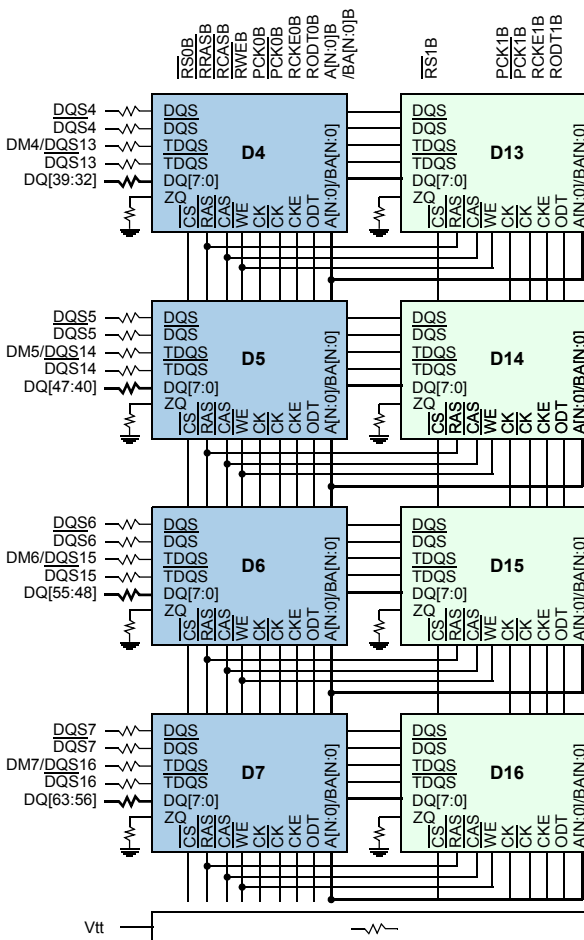 RS0B
RRASB
RCASB
RWEB
PCK0B
PCK0B
RCKE0B
RODT0B
A[N:0]B
/BA[N:0]B
RS1B
PCK1B
PCK1B
RCKE1B
RODT1B
DQS4
DQS4
DM4/DQS13
DQS13
DQ[39:32]
DQS
DQS
TDQS
TDQS
DQ[7:0]
ZQ
D4
CS
RAS
CAS
WE
CK
CK
CKE
ODT
A[N:0]/BA[N:0]
DQS
DQS
TDQS
TDQS
DQ[7:0]
ZQ
D13
CS
RAS
CAS
WE
CK
CK
CKE
ODT
A[N:0]/BA[N:0]
DQS5
DQS5
DM5/DQS14
DQS14
DQ[47:40]
DQS
DQS
TDQS
TDQS
DQ[7:0]
ZQ
D5
CS
RAS
CAS
WE
CK
CK
CKE
ODT
A[N:0]/BA[N:0]
DQS
DQS
TDQS
TDQS
DQ[7:0]
ZQ
D14
CS
RAS
CAS
WE
CK
CK
CKE
ODT
A[N:0]/BA[N:0]
DQS6
DQS6
DM6/DQS15
DQS15
DQ[55:48]
DQS
DQS
TDQS
TDQS
DQ[7:0]
ZQ
D6
CS
RAS
CAS
WE
CK
CK
CKE
ODT
A[N:0]/BA[N:0]
DQS
DQS
TDQS
TDQS
DQ[7:0]
ZQ
D15
CS
RAS
CAS
WE
CK
CK
CKE
ODT
A[N:0]/BA[N:0]
DQS7
DQS7
DM7/DQS16
DQS16
DQ[63:56]
DQS
DQS
TDQS
TDQS
DQ[7:0]
ZQ
D7
CS
RAS
CAS
WE
CK
CK
CKE
ODT
A[N:0]/BA[N:0]
DQS
DQS
TDQS
TDQS
DQ[7:0]
ZQ
D16
CS
RAS
CAS
WE
CK
CK
CKE
ODT
A[N:0]/BA[N:0]
Vtt